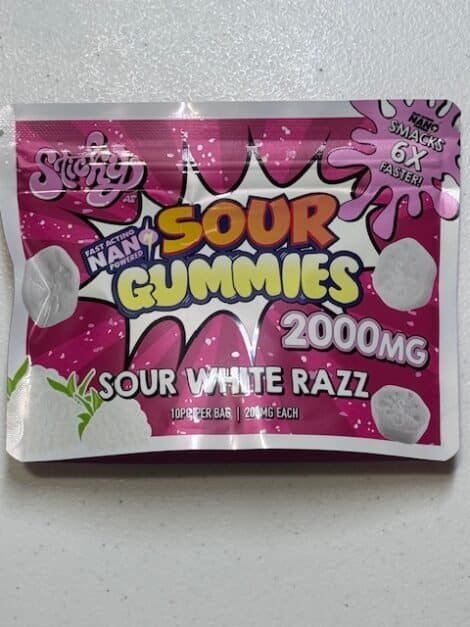 Sticky
AF
NANO
SMACKS
6X
FASTER!
FAST ACTING
NANO
POWERED
SOUR
GUMMIES
2000MG
SOUR WHITE RAZZ
10PC PER BAG | 200MG EACH